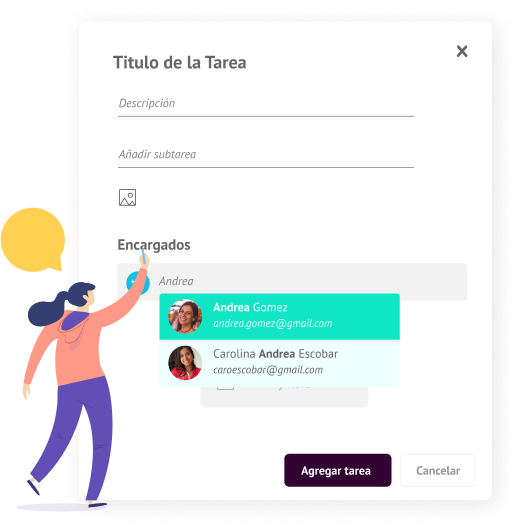 Titulo de la Tarea
Descripción
Añadir subtarea
Encargados
Andrea
Andrea Gomez
andrea.gomez@gmail.com
Carolina Andrea Escobar
caroescobar@gmail.com
Agregar tarea
Cancelar